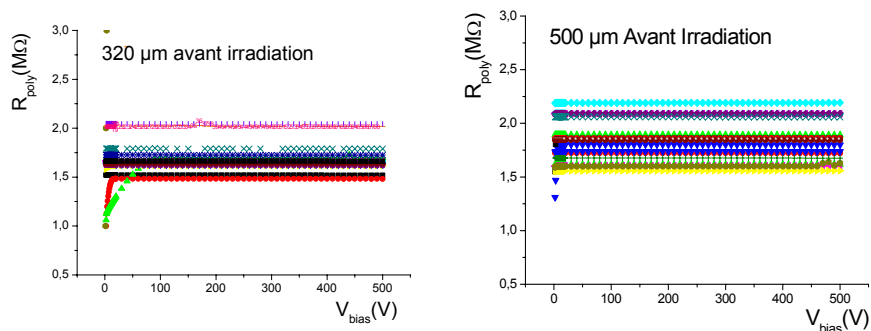 R_poly(MΩ)
320 µm avant irradiation
3,0
2,5
2,0
1,5
1,0
0,5
0 100 200 300 400 500
V_bias(V)
R_poly(MΩ)
500 µm Avant Irradiation
3,0
2,5
2,0
1,5
1,0
0,5
0 100 200 300 400 500
V_bias(V)